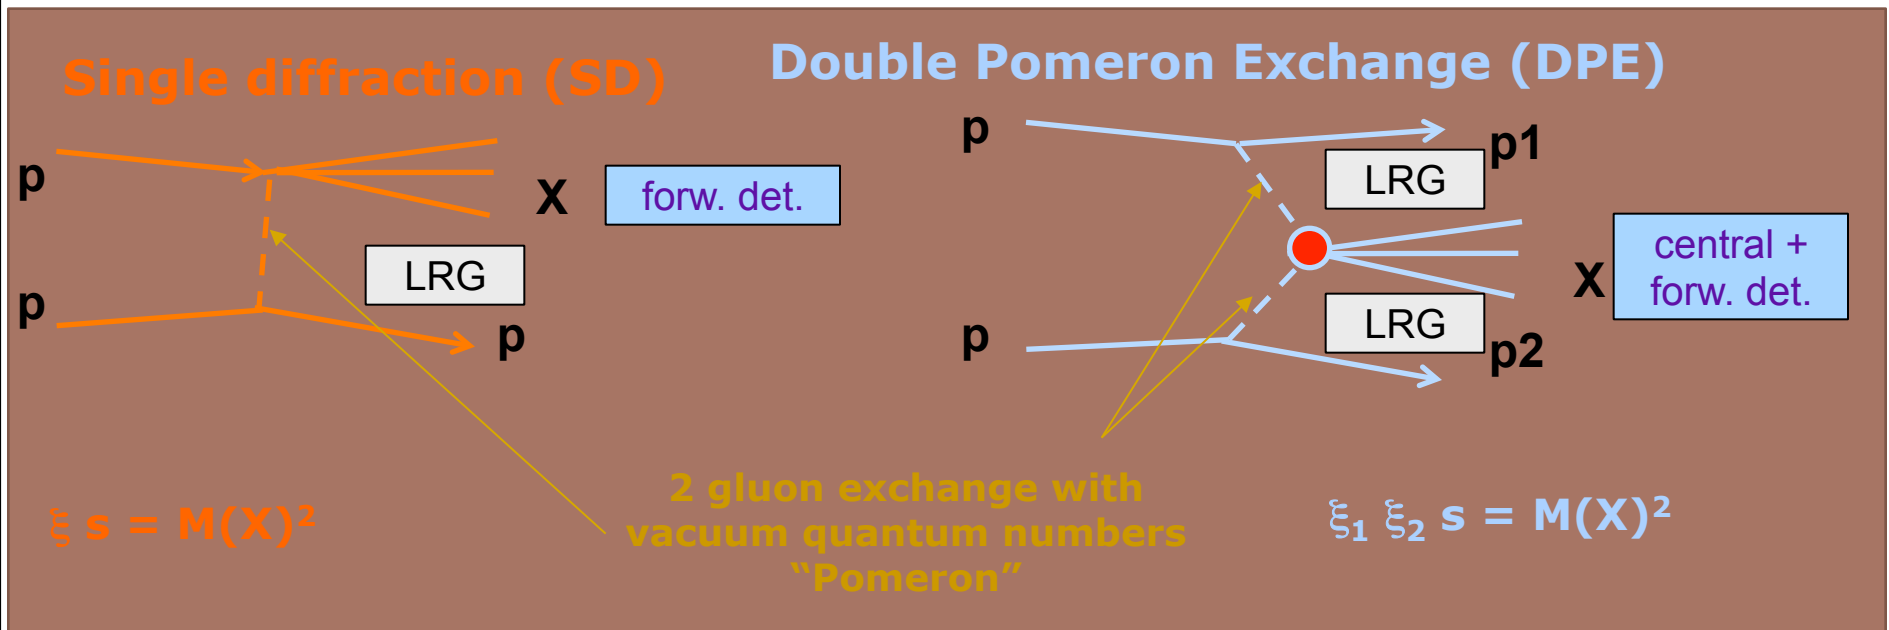 Single diffraction (SD)
p
X
forw. det.
LRG
p
p
ξ s = M(X)²
Double Pomeron Exchange (DPE)
p
p1
LRG
X
central +
forw. det.
LRG
p
p2
2 gluon exchange with
vacuum quantum numbers
“Pomeron”
ξ₁ ξ₂ s = M(X)²